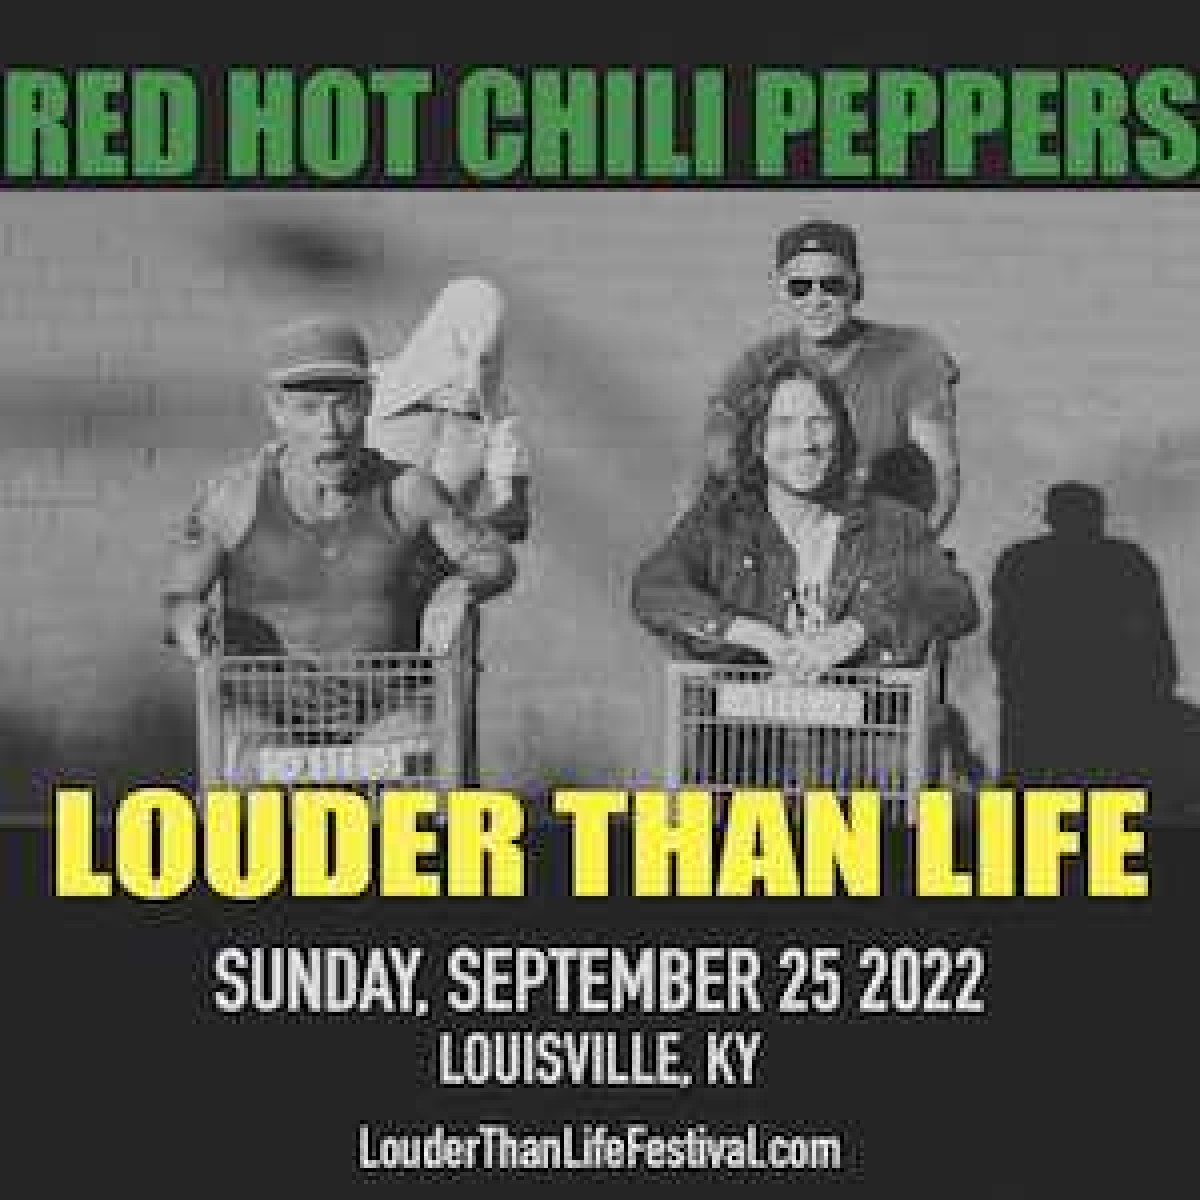 RED HOT CHILI PEPPERS
LOUDER THAN LIFE
SUNDAY, SEPTEMBER 25 2022
LOUISVILLE, KY
LouderThanLifeFestival.com